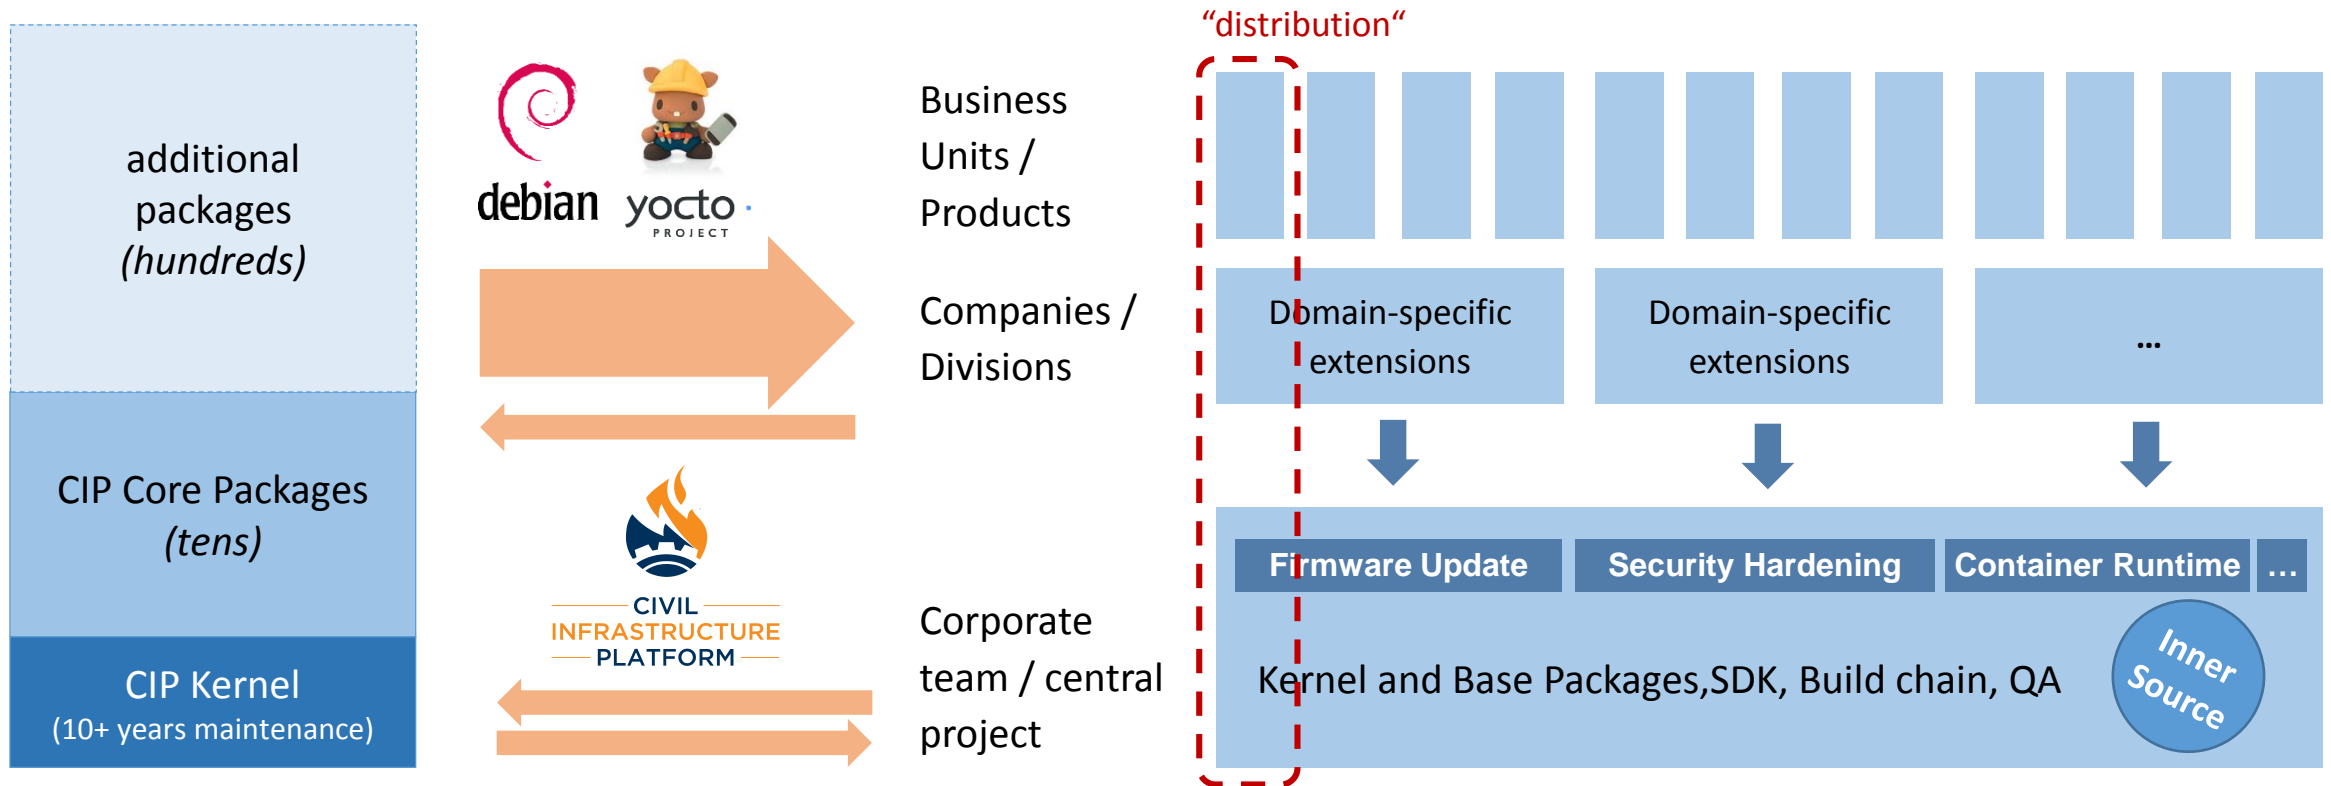 additional
packages
(hundreds)
CIP Core Packages
(tens)
CIP Kernel
(10+ years maintenance)
debian
yocto
PROJECT
CIVIL
INFRASTRUCTURE
PLATFORM
Business
Units /
Products
Companies /
Divisions
Corporate
team / central
project
“distribution“
Domain-specific
extensions
Domain-specific
extensions
...
Firmware Update
Security Hardening
Container Runtime
...
Kernel and Base Packages,SDK, Build chain, QA
Inner
Source